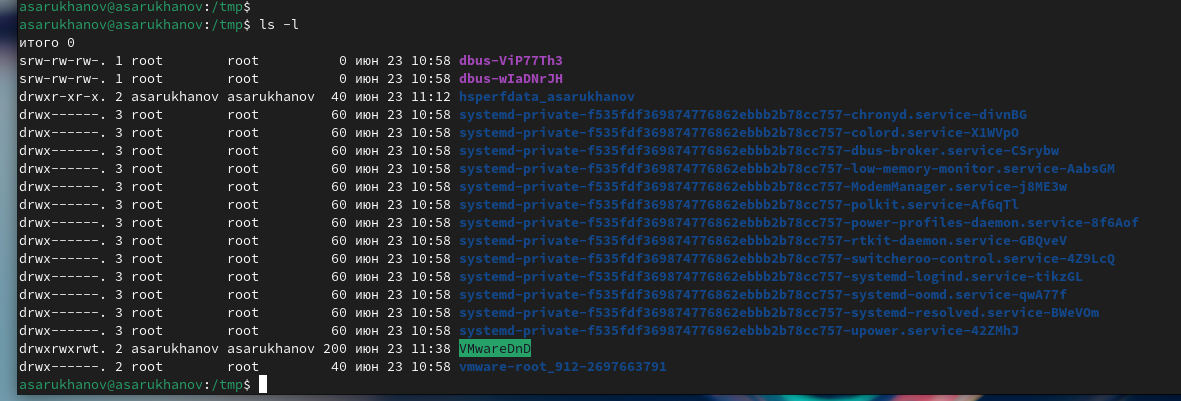 asarukhanov@asarukhanov:/tmp$
asarukhanov@asarukhanov:/tmp$ ls -l
итого 0
srw-rw-rw-. 1 root        root          0 июн 23 10:58 dbus-ViP77Th3
srw-rw-rw-. 1 root        root          0 июн 23 10:58 dbus-wIaDNrJH
drwxr-xr-x. 2 asarukhanov asarukhanov  40 июн 23 11:12 hsperfdata_asarukhanov
drwx------. 3 root        root         60 июн 23 10:58 systemd-private-f535fdf369874776862ebbb2b78cc757-chronyd.service-divnBG
drwx------. 3 root        root         60 июн 23 10:58 systemd-private-f535fdf369874776862ebbb2b78cc757-colord.service-X1WVpO
drwx------. 3 root        root         60 июн 23 10:58 systemd-private-f535fdf369874776862ebbb2b78cc757-dbus-broker.service-CSrybw
drwx------. 3 root        root         60 июн 23 10:58 systemd-private-f535fdf369874776862ebbb2b78cc757-low-memory-monitor.service-AabsGM
drwx------. 3 root        root         60 июн 23 10:58 systemd-private-f535fdf369874776862ebbb2b78cc757-ModemManager.service-j8ME3w
drwx------. 3 root        root         60 июн 23 10:58 systemd-private-f535fdf369874776862ebbb2b78cc757-polkit.service-Af6qTl
drwx------. 3 root        root         60 июн 23 10:58 systemd-private-f535fdf369874776862ebbb2b78cc757-power-profiles-daemon.service-8f6Aof
drwx------. 3 root        root         60 июн 23 10:58 systemd-private-f535fdf369874776862ebbb2b78cc757-rtkit-daemon.service-GBQveV
drwx------. 3 root        root         60 июн 23 10:58 systemd-private-f535fdf369874776862ebbb2b78cc757-switcheroo-control.service-4Z9LcQ
drwx------. 3 root        root         60 июн 23 10:58 systemd-private-f535fdf369874776862ebbb2b78cc757-systemd-logind.service-tikzGL
drwx------. 3 root        root         60 июн 23 10:58 systemd-private-f535fdf369874776862ebbb2b78cc757-systemd-oomd.service-qwA77f
drwx------. 3 root        root         60 июн 23 10:58 systemd-private-f535fdf369874776862ebbb2b78cc757-systemd-resolved.service-BWeVOm
drwx------. 3 root        root         60 июн 23 10:58 systemd-private-f535fdf369874776862ebbb2b78cc757-upower.service-42ZMhJ
drwxrwxrwt. 2 asarukhanov asarukhanov 200 июн 23 11:38 VMwareDnD
drwx------. 2 root        root         40 июн 23 10:58 vmware-root_912-2697663791
asarukhanov@asarukhanov:/tmp$